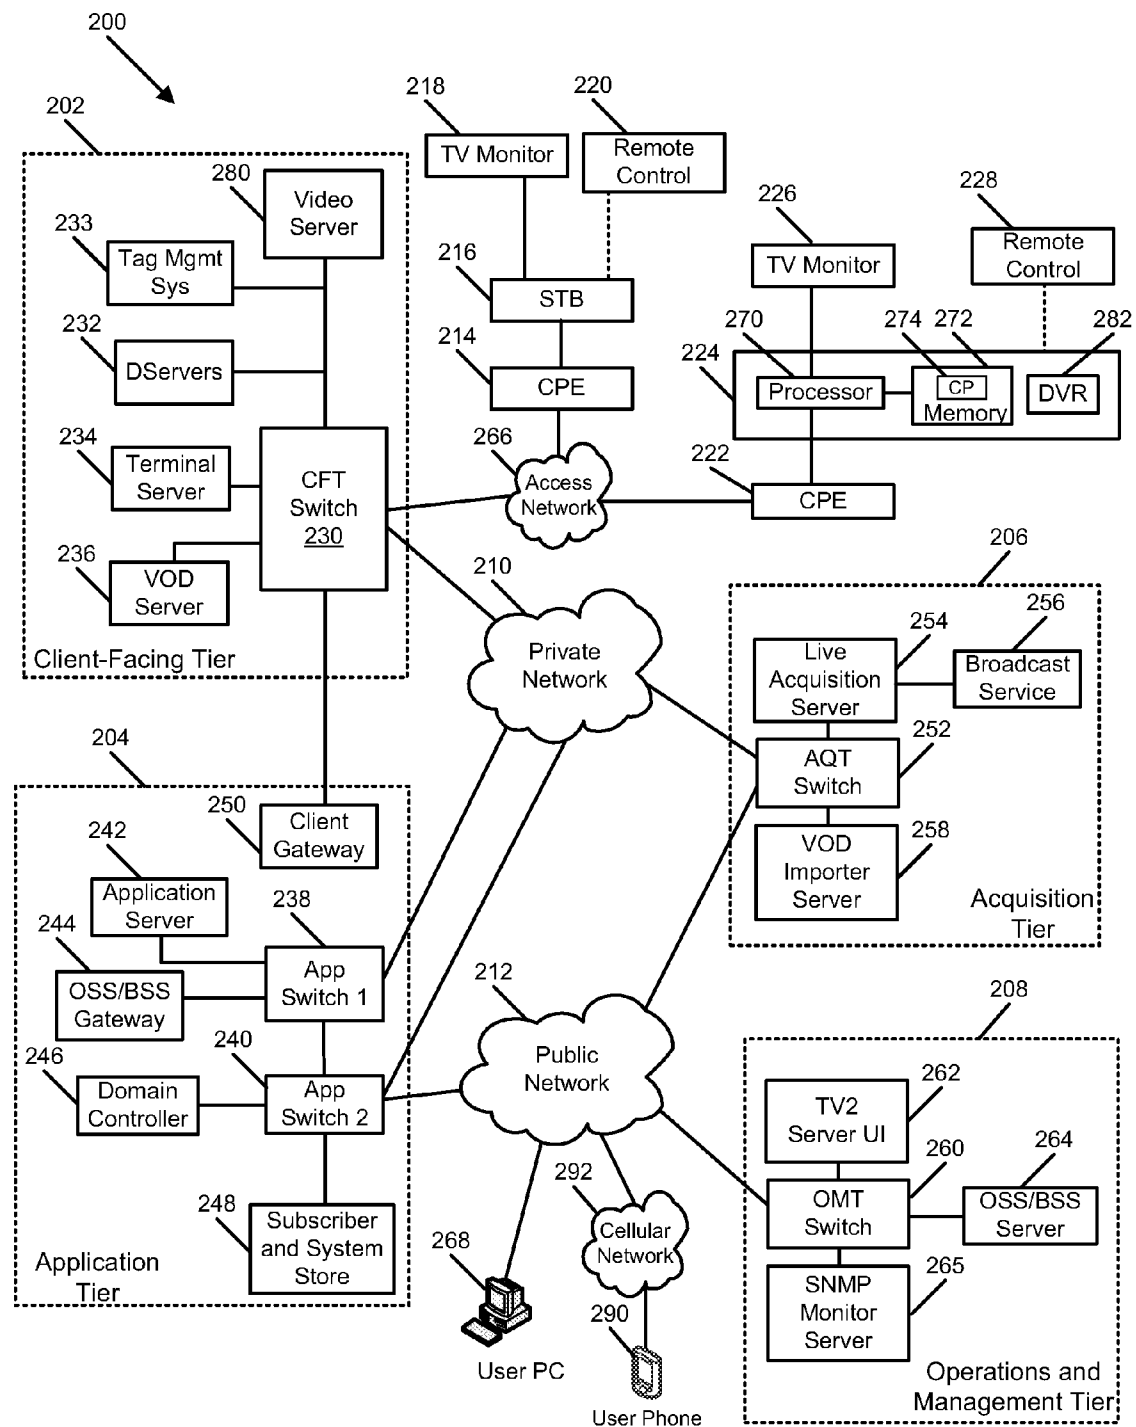 200
202
280
Video
Server
233
Tag Mgmt
Sys
232
DServers
234
Terminal
Server
CFT
Switch
230
236
VOD
Server
Client-Facing Tier
218
TV Monitor
220
Remote
Control
216
STB
214
CPE
266
Access
Network
226
TV Monitor
228
Remote
Control
270
274
272
282
224
Processor
CP
Memory
DVR
222
CPE
210
Private
Network
206
254
256
Live
Acquisition
Server
Broadcast
Service
252
AQT
Switch
258
VOD
Importer
Server
Acquisition
Tier
204
250
Client
Gateway
242
Application
Server
238
244
App
Switch 1
OSS/BSS
Gateway
240
246
App
Switch 2
Domain
Controller
248
Subscriber
and System
Store
Application
Tier
212
Public
Network
292
Cellular
Network
268
User PC
290
User Phone
208
262
TV2
Server UI
260
264
OMT
Switch
OSS/BSS
Server
265
SNMP
Monitor
Server
Operations and
Management Tier